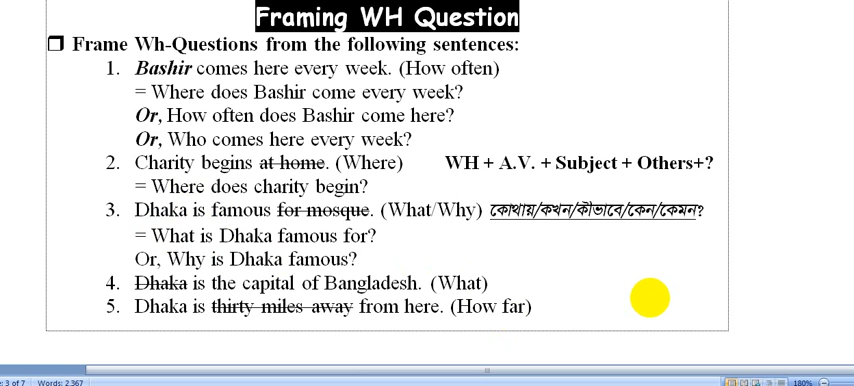 Framing WH Question
❒ Frame Wh-Questions from the following sentences:
1. Bashir comes here every week. (How often)
= Where does Bashir come every week?
Or, How often does Bashir come here?
Or, Who comes here every week?
2. Charity begins at home. (Where) WH + A.V. + Subject + Others+?
= Where does charity begin?
3. Dhaka is famous for mosque. (What/Why) কোথায়/কখন/কীভাবে/কেন/কেমন?
= What is Dhaka famous for?
Or, Why is Dhaka famous?
4. Dhaka is the capital of Bangladesh. (What)
5. Dhaka is thirty miles away from here. (How far)
: 3 of 7 Words: 2,367 180%